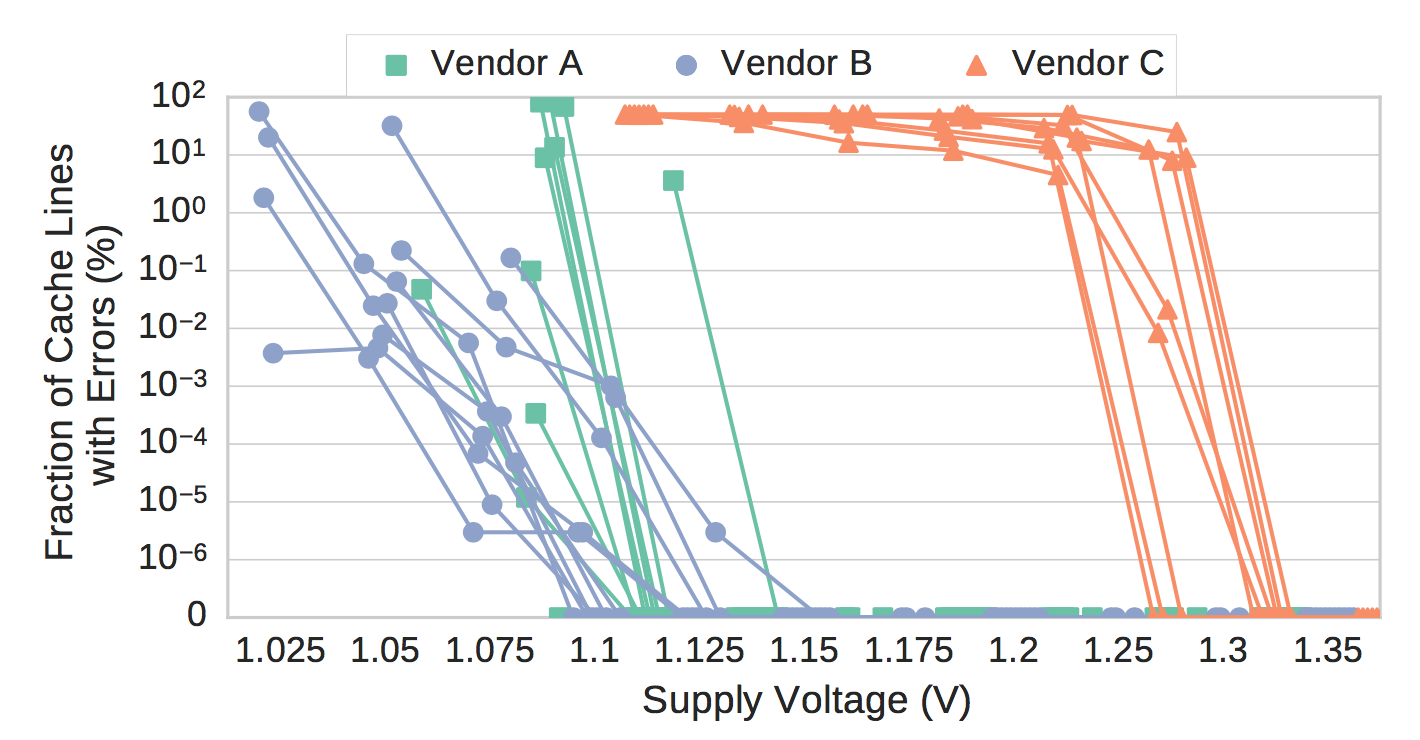 Vendor A Vendor B Vendor C
Fraction of Cache Lines
with Errors (%)
10²
10¹
10⁰
10⁻¹
10⁻²
10⁻³
10⁻⁴
10⁻⁵
10⁻⁶
0
1.025 1.05 1.075 1.1 1.125 1.15 1.175 1.2 1.25 1.3 1.35
Supply Voltage (V)